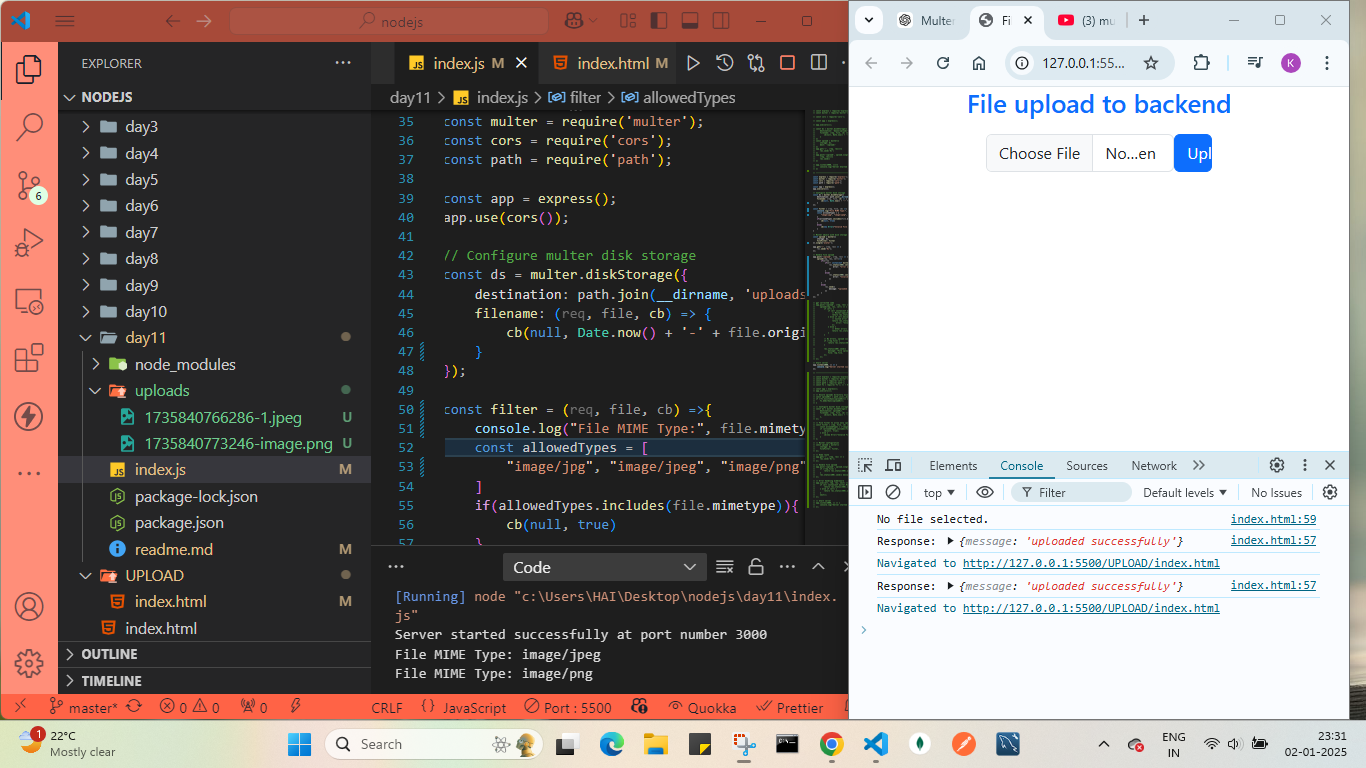 nodejs
EXPLORER
NODEJS
day3
day4
day5
day6
day7
day8
day9
day10
day11
node_modules
uploads
1735840766286-1.jpeg U
1735840773246-image.png U
index.js M
package-lock.json
package.json
readme.md M
UPLOAD
index.html M
index.html
OUTLINE
TIMELINE
6
JS index.js M
index.html M
day11 > JS index.js > filter > allowedTypes
35 const multer = require('multer');
36 const cors = require('cors');
37 const path = require('path');
38
39 const app = express();
40 app.use(cors());
41
42 // Configure multer disk storage
43 const ds = multer.diskStorage({
44 destination: path.join(__dirname, 'uploads
45 filename: (req, file, cb) => {
46 cb(null, Date.now() + '-' + file.origi
47 }
48 });
49
50 const filter = (req, file, cb) =>{
51 console.log("File MIME Type:", file.mimety
52 const allowedTypes = [
53 "image/jpg", "image/jpeg", "image/png"
54 ]
55 if(allowedTypes.includes(file.mimetype)){
56 cb(null, true)
57 }
Code
[Running] node "c:\Users\HAI\Desktop\nodejs\day11\index.
js"
Server started successfully at port number 3000
File MIME Type: image/jpeg
File MIME Type: image/png
master* 0 0 0 CRLF {} JavaScript Port : 5500 Quokka Prettier
Multer
Fi
(3) mu
127.0.0.1:55...
K
File upload to backend
Choose File No...en Upl
Elements Console Sources Network
top Filter Default levels No Issues
No file selected. index.html:59
Response: {message: 'uploaded successfully'} index.html:57
Navigated to http://127.0.0.1:5500/UPLOAD/index.html
Response: {message: 'uploaded successfully'} index.html:57
Navigated to http://127.0.0.1:5500/UPLOAD/index.html
1
22°C
Mostly clear
Search
ENG
IN
23:31
02-01-2025